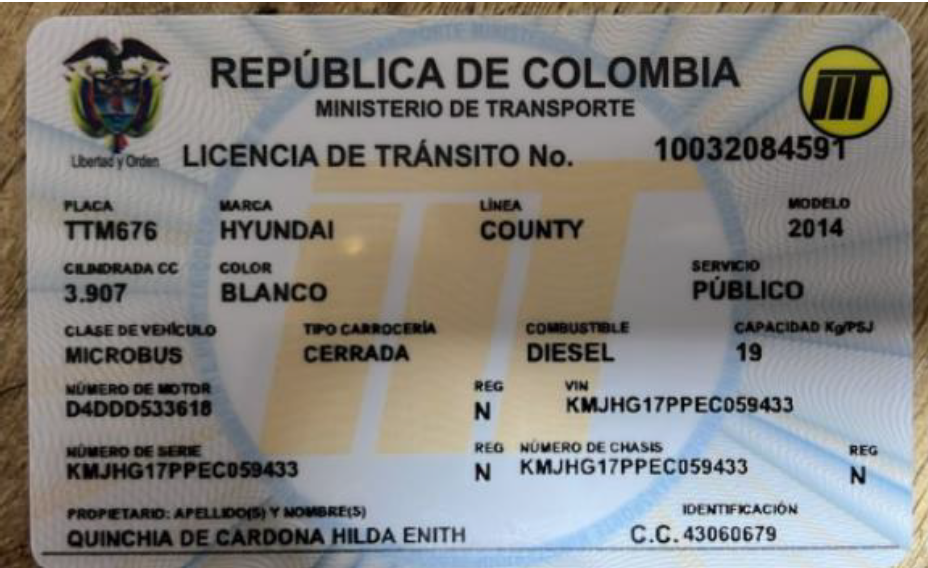 REPÚBLICA DE COLOMBIA
MINISTERIO DE TRANSPORTE
Libertad y Orden
LICENCIA DE TRÁNSITO No. 10032084591
PLACA MARCA LÍNEA MODELO
TTM676 HYUNDAI COUNTY 2014
CILINDRADA CC COLOR SERVICIO
3.907 BLANCO PÚBLICO
CLASE DE VEHÍCULO TIPO CARROCERÍA COMBUSTIBLE CAPACIDAD Kg/PSJ
MICROBUS CERRADA DIESEL 19
NÚMERO DE MOTOR REG VIN
D4DDD533618 N KMJHG17PPEC059433
NÚMERO DE SERIE REG NÚMERO DE CHASIS REG
KMJHG17PPEC059433 N KMJHG17PPEC059433 N
PROPIETARIO: APELLIDO(S) Y NOMBRE(S) IDENTIFICACIÓN
QUINCHIA DE CARDONA HILDA ENITH C.C. 43060679